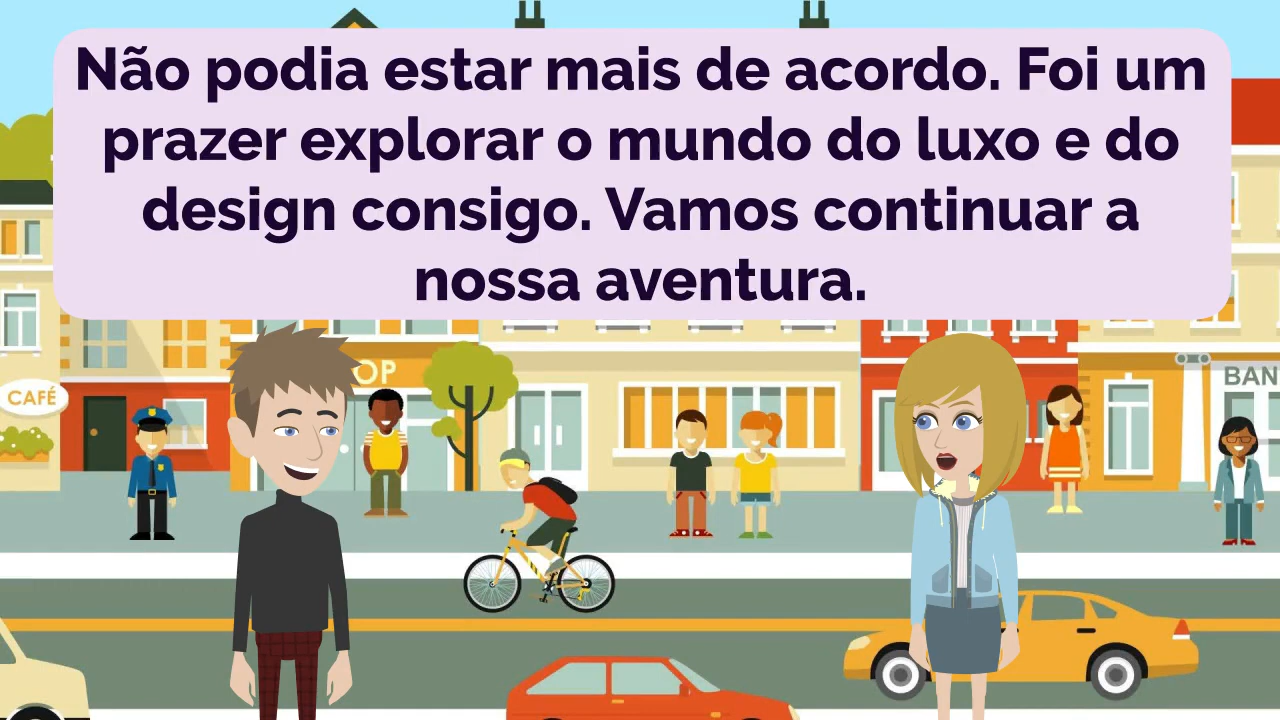 Não podia estar mais de acordo. Foi um
prazer explorar o mundo do luxo e do
design consigo. Vamos continuar a
nossa aventura.
OP
CAFÉ
BAN